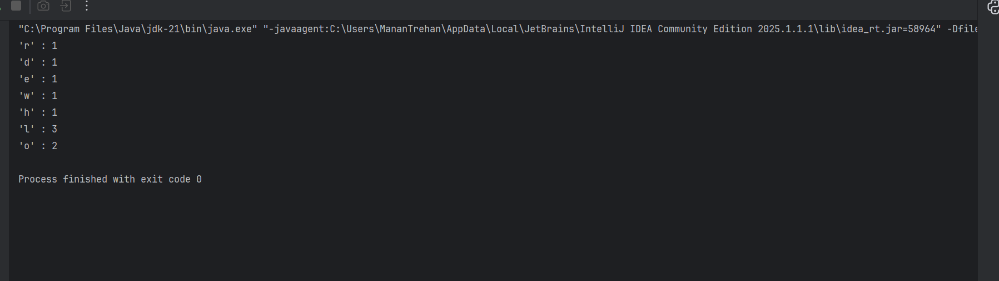 "C:\Program Files\Java\jdk-21\bin\java.exe" "-javaagent:C:\Users\MananTrehan\AppData\Local\JetBrains\IntelliJ IDEA Community Edition 2025.1.1.1\lib\idea_rt.jar=58964" -Dfile
'r' : 1
'd' : 1
'e' : 1
'w' : 1
'h' : 1
'l' : 3
'o' : 2
Process finished with exit code 0